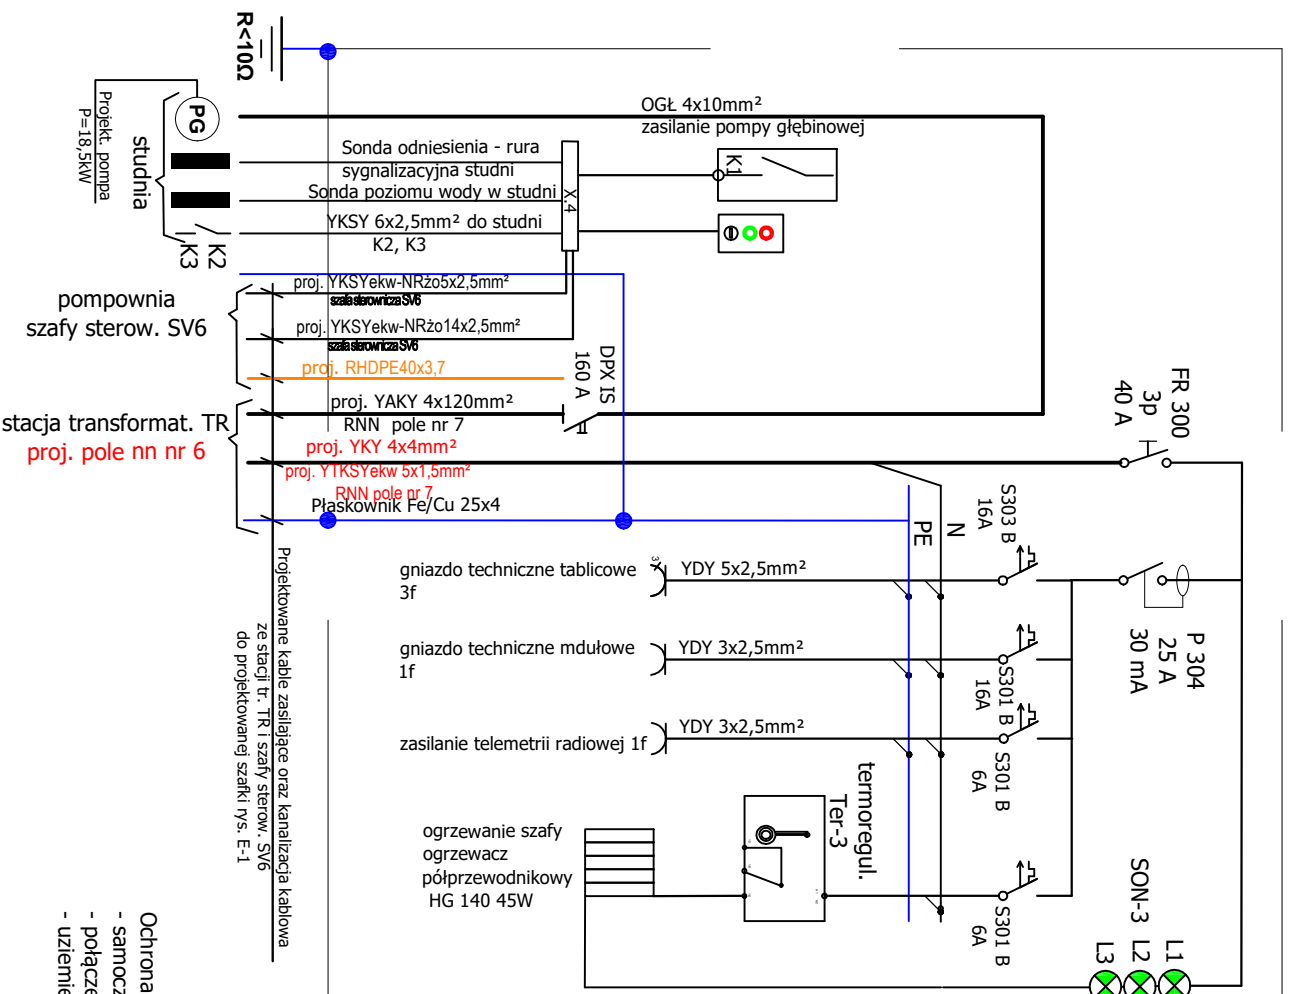 R<10Ω
Projekt. pompa
P=18,5kW
PG
studnia
K2
K3
OGŁ 4x10mm²
zasilanie pompy głębinowej
Sonda odniesienia - rura
sygnalizacyjna studni
Sonda poziomu wody w studni
YKSY 6x2,5mm² do studni
K2, K3
X.4
K1
pompownia
szafy sterow. SV6
proj. YKSYekw-NRżo5x2,5mm²
szafa sterownicza SV6
proj. YKSYekw-NRżo14x2,5mm²
szafa sterownicza SV6
proj. RHDPE40x3,7
DPX IS
160 A
stacja transformat. TR
proj. pole nn nr 6
proj. YAKY 4x120mm²
RNN pole nr 7
proj. YKY 4x4mm²
proj. YTKSYekw 5x1,5mm²
RNN pole nr 7
Płaskownik Fe/Cu 25x4
FR 300
3p
40 A
PE
N
S303 B
16A
gniazdo techniczne tablicowe
3f
3
YDY 5x2,5mm²
P 304
25 A
30 mA
gniazdo techniczne mdułowe
1f
YDY 3x2,5mm²
S301 B
16A
zasilanie telemetrii radiowej 1f
YDY 3x2,5mm²
S301 B
6A
termoregul.
Ter-3
ogrzewanie szafy
ogrzewacz
półprzewodnikowy
HG 140 45W
S301 B
6A
SON-3
L1
L2
L3
Projektowane kable zasilające oraz kanalizacja kablowa
ze stacji tr. TR i szafy sterow. SV6
do projektowanej szafki rys. E-1
Ochrona
- samocz
- połącze
- uziemie